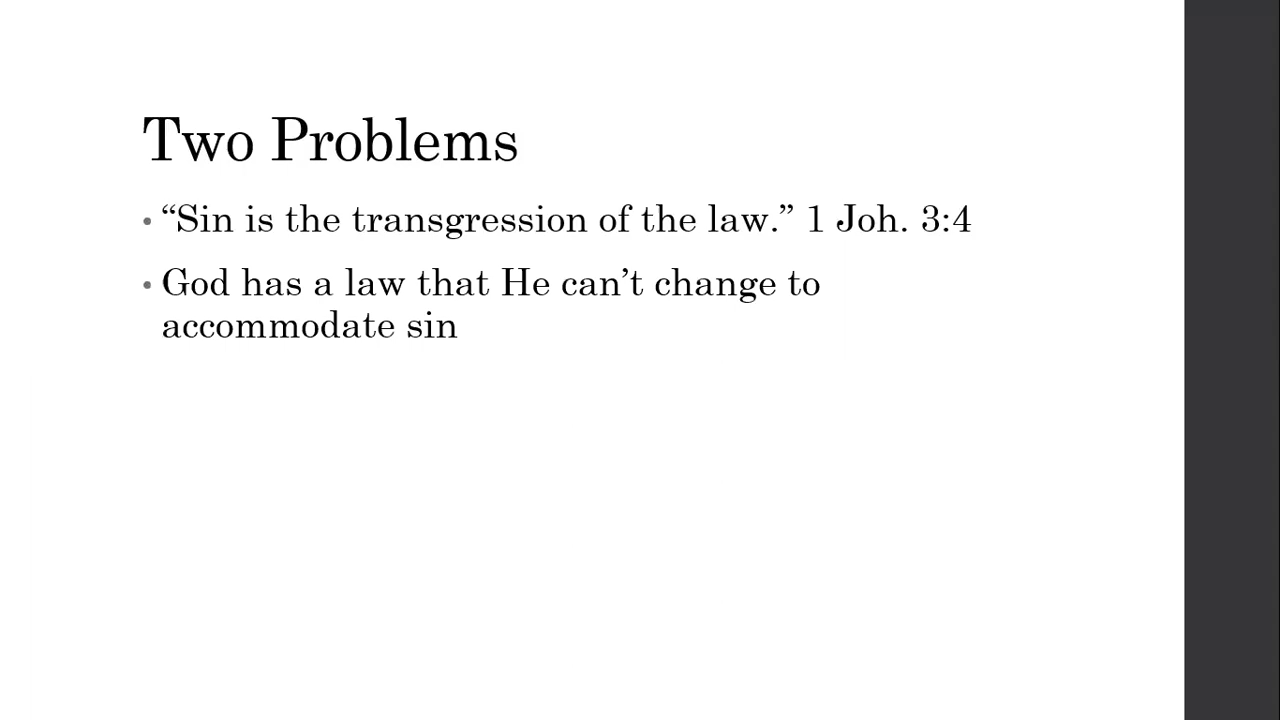 Two Problems
• “Sin is the transgression of the law.” 1 Joh. 3:4
• God has a law that He can’t change to
accommodate sin